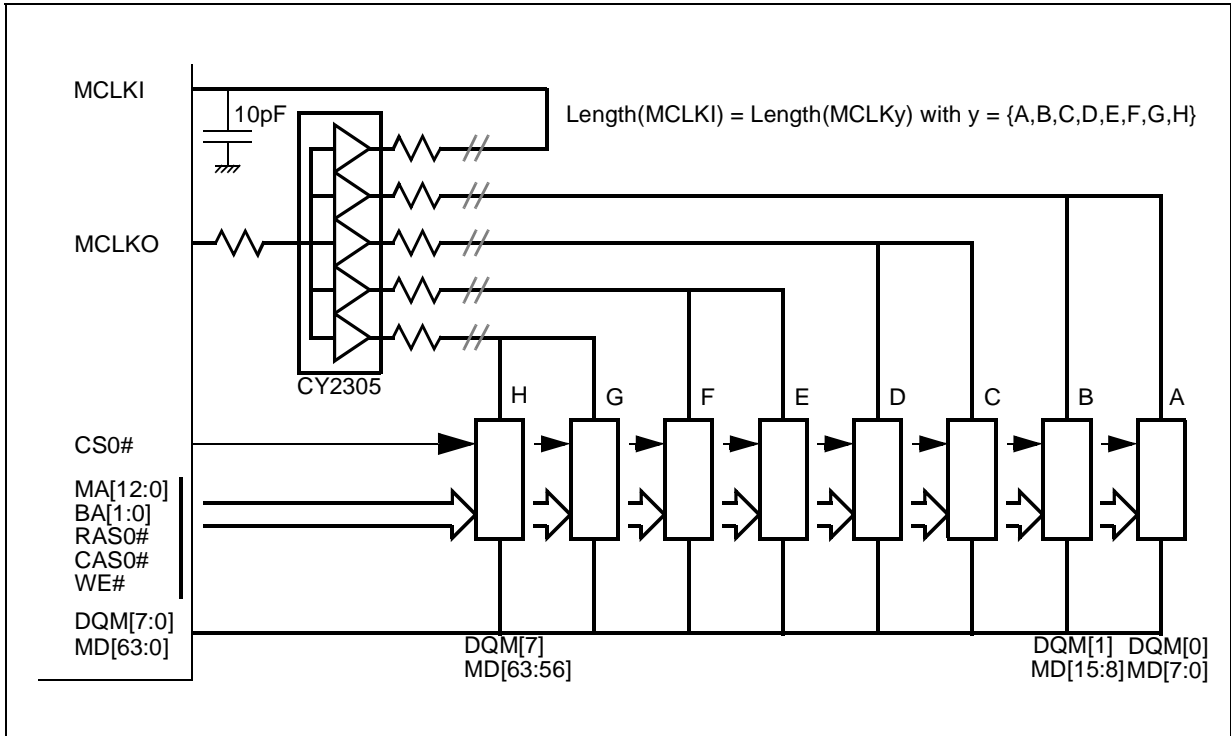 MCLKI
10pF
Length(MCLKI) = Length(MCLKy) with y = {A,B,C,D,E,F,G,H}
MCLKO
CY2305
H G F E D C B A
CS0#
MA[12:0]
BA[1:0]
RAS0#
CAS0#
WE#
DQM[7:0]
MD[63:0]
DQM[7]
MD[63:56]
DQM[1] DQM[0]
MD[15:8] MD[7:0]